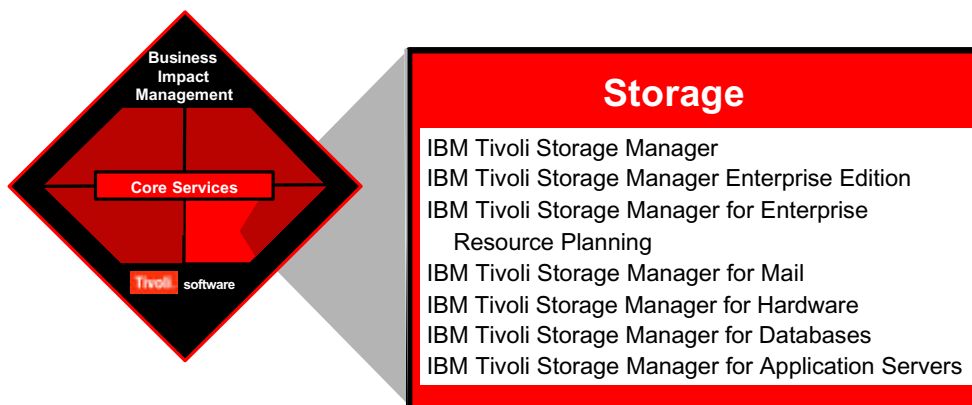 Business
Impact
Management
Core Services
Tivoli software
Storage
IBM Tivoli Storage Manager
IBM Tivoli Storage Manager Enterprise Edition
IBM Tivoli Storage Manager for Enterprise
Resource Planning
IBM Tivoli Storage Manager for Mail
IBM Tivoli Storage Manager for Hardware
IBM Tivoli Storage Manager for Databases
IBM Tivoli Storage Manager for Application Servers